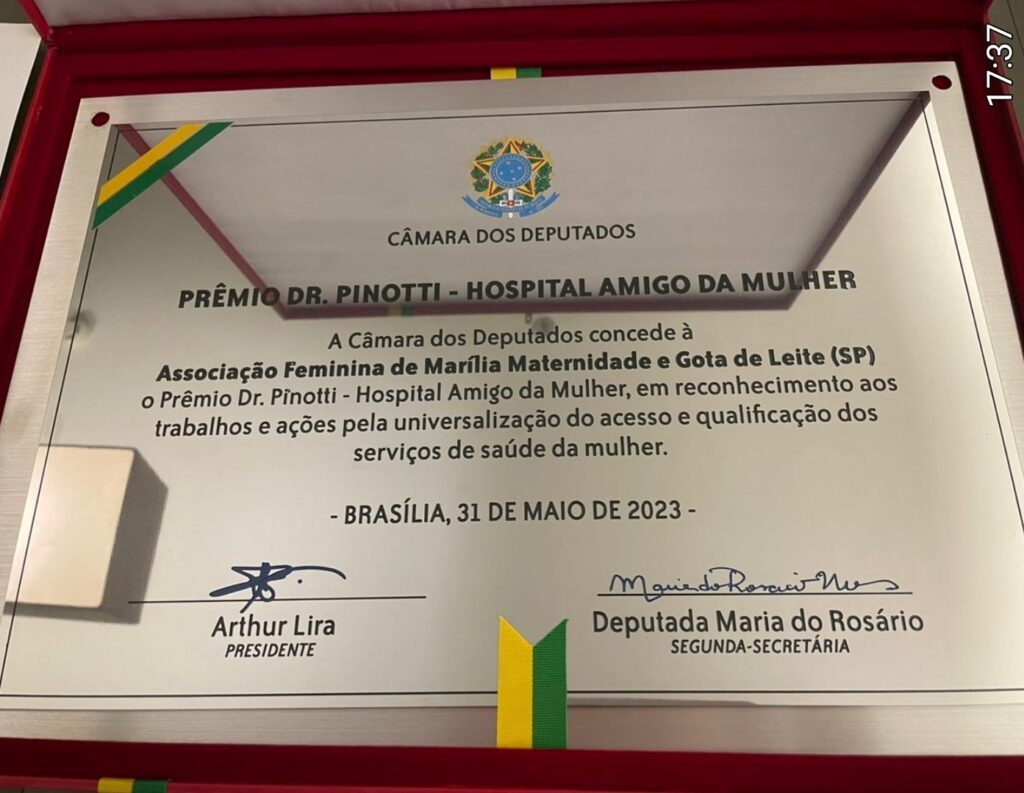 17:37
CÂMARA DOS DEPUTADOS
PRÊMIO DR. PINOTTI - HOSPITAL AMIGO DA MULHER
A Câmara dos Deputados concede à
Associação Feminina de Marília Maternidade e Gota de Leite (SP)
o Prêmio Dr. Pinotti - Hospital Amigo da Mulher, em reconhecimento aos
trabalhos e ações pela universalização do acesso e qualificação dos
serviços de saúde da mulher.
- BRASÍLIA, 31 DE MAIO DE 2023 -
Arthur Lira
PRESIDENTE
Deputada Maria do Rosário
SEGUNDA-SECRETÁRIA